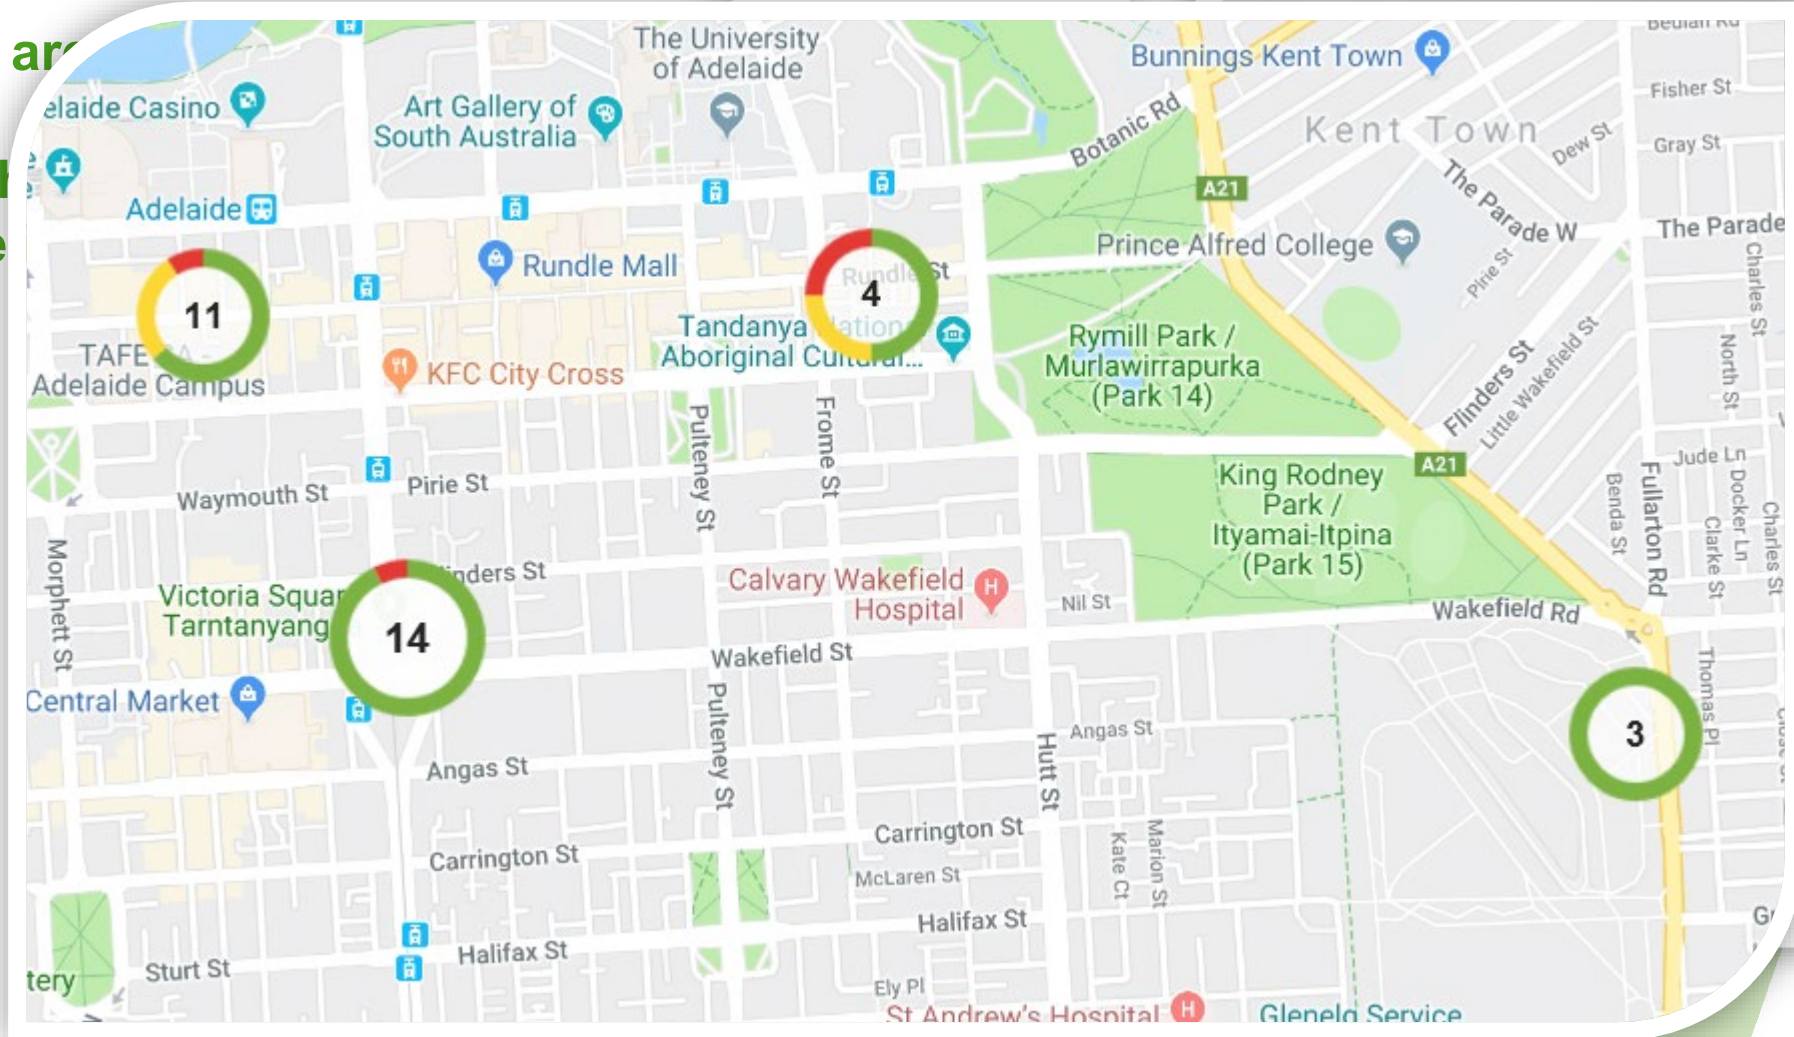 are
The University
of Adelaide
Bunnings Kent Town
Fisher St
elaide Casino
Art Gallery of
South Australia
Botanic Rd
Kent Town
Dew St
Gray St
Adelaide
A21
The Parade W
The Parade
Prince Alfred College
Rundle Mall
Rundle St
Pirie St
Charles St
11
4
Tandanya
Aboriginal Cultural...
TAFE SA -
Adelaide Campus
KFC City Cross
Rymill Park /
Murlawirrapurka
(Park 14)
Flinders St
Little Wakefield St
North St
Pulteney St
Frome St
Waymouth St
Pirie St
A21
King Rodney
Park /
Ityamai-Itpina
(Park 15)
Jude Ln
Docker Ln
Benda St
Fullarton Rd
Clarke St
Charles St
Morphett St
Victoria Squar
Tarntanyang
inders St
Calvary Wakefield
Hospital
Nil St
Wakefield Rd
14
Wakefield St
Central Market
Pulteney St
Thomas Pl
3
Angas St
Angas St
Hutt St
Carrington St
Carrington St
Kate Ct
Marion St
McLaren St
Halifax St
Halifax St
Sturt St
tery
Ely Pl
St Andrew's Hospital
Glenelg Service